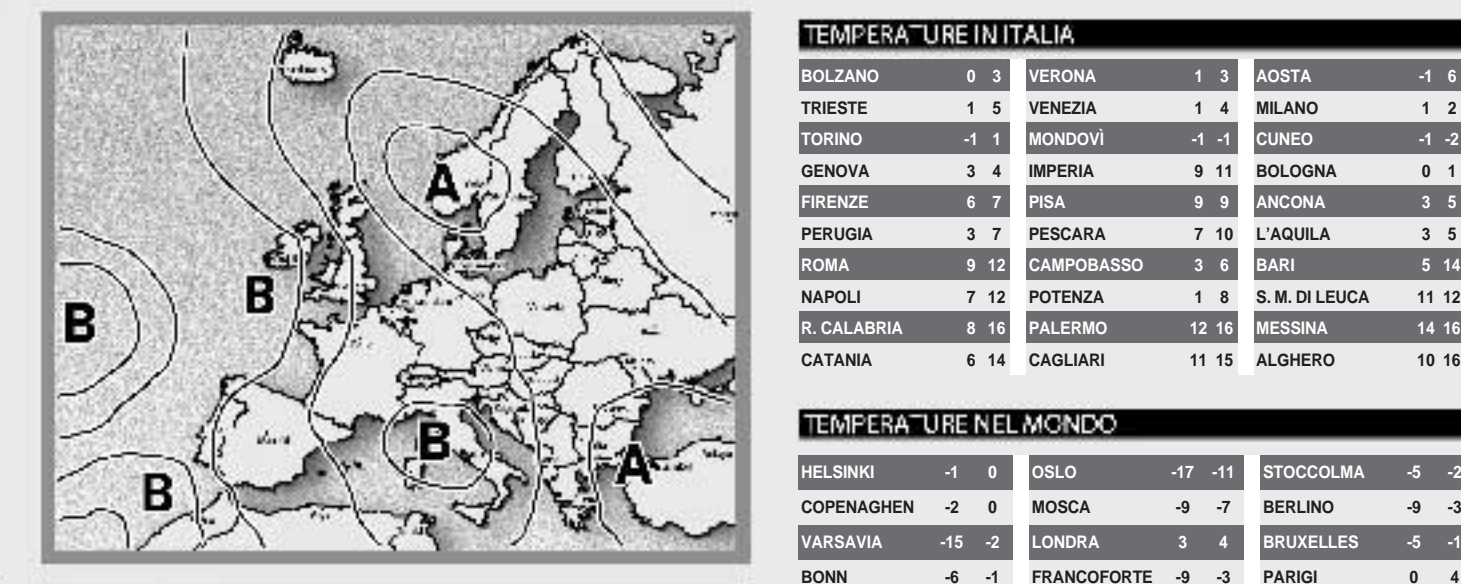 A
B
B
B
A
B
TEMPERATURE IN ITALIA
BOLZANO 0 3 VERONA 1 3 AOSTA -1 6
TRIESTE 1 5 VENEZIA 1 4 MILANO 1 2
TORINO -1 1 MONDOVÌ -1 -1 CUNEO -1 -2
GENOVA 3 4 IMPERIA 9 11 BOLOGNA 0 1
FIRENZE 6 7 PISA 9 9 ANCONA 3 5
PERUGIA 3 7 PESCARA 7 10 L'AQUILA 3 5
ROMA 9 12 CAMPOBASSO 3 6 BARI 5 14
NAPOLI 7 12 POTENZA 1 8 S. M. DI LEUCA 11 12
R. CALABRIA 8 16 PALERMO 12 16 MESSINA 14 16
CATANIA 6 14 CAGLIARI 11 15 ALGHERO 10 16
TEMPERATURE NEL MONDO
HELSINKI -1 0 OSLO -17 -11 STOCCOLMA -5 -2
COPENAGHEN -2 0 MOSCA -9 -7 BERLINO -9 -3
VARSAVIA -15 -2 LONDRA 3 4 BRUXELLES -5 -1
BONN -6 -1 FRANCOFORTE -9 -3 PARIGI 0 4